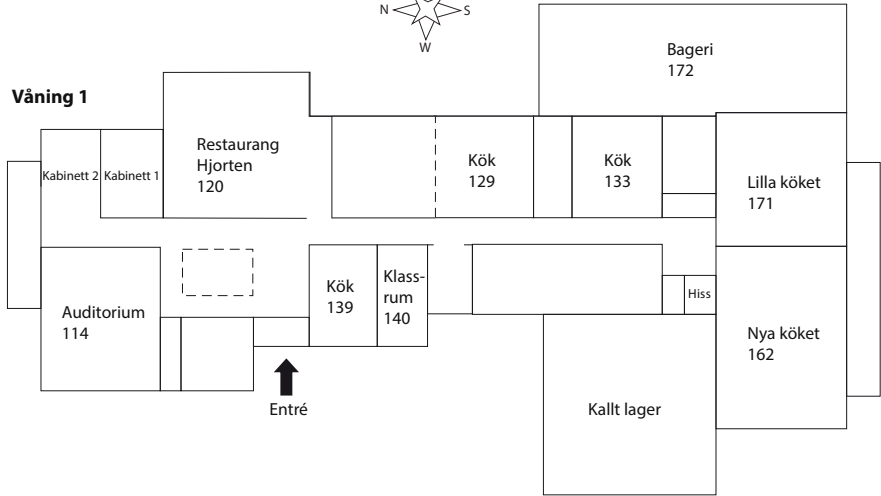 N
S
W
Våning 1
Bageri
172
Restaurang
Hjorten
120
Kabinett 2
Kabinett 1
Kök
129
Kök
133
Lilla köket
171
Auditorium
114
Kök
139
Klass-
rum
140
Hiss
Nya köket
162
Kallt lager
Entré